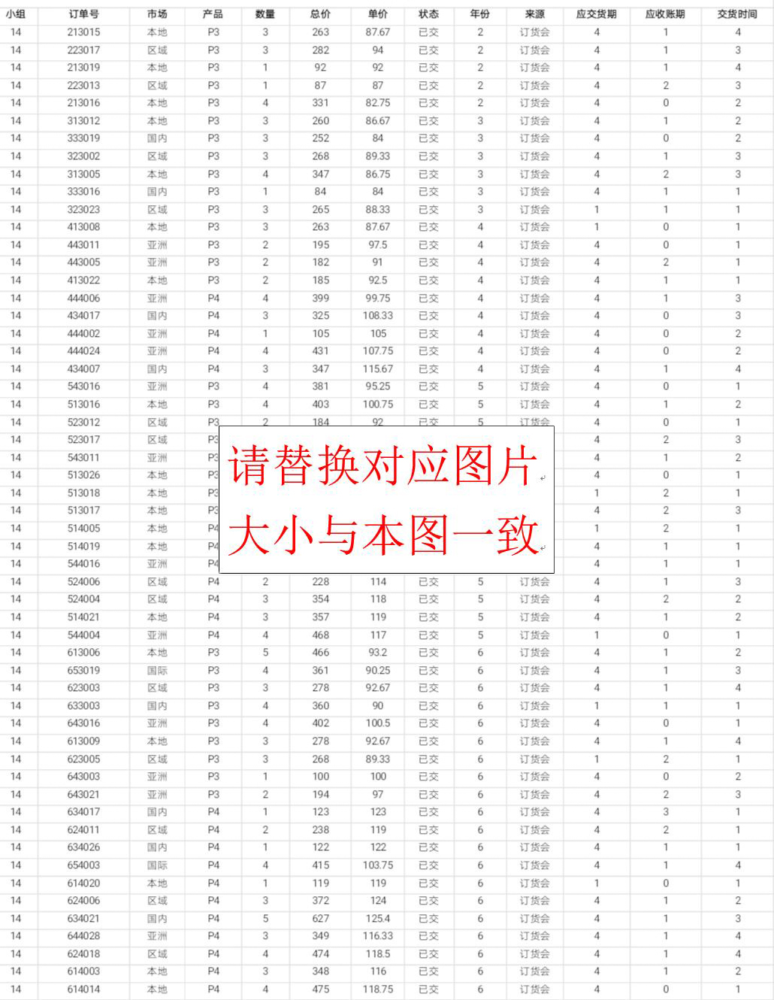 小组 订单号 市场 产品 数量 总价 单价 状态 年份 来源 应交货期 应收账期 交货时间
14 213015 本地 P3 3 263 87.67 已交 2 订货会 4 1 4
14 223017 区域 P3 3 282 94 已交 2 订货会 4 1 3
14 213019 本地 P3 1 92 92 已交 2 订货会 4 1 4
14 223013 区域 P3 1 87 87 已交 2 订货会 4 2 3
14 213016 本地 P3 4 331 82.75 已交 2 订货会 4 0 2
14 313012 本地 P3 3 260 86.67 已交 3 订货会 4 1 2
14 333019 国内 P3 3 252 84 已交 3 订货会 4 0 2
14 323002 区域 P3 3 268 89.33 已交 3 订货会 4 1 3
14 313005 本地 P3 4 347 86.75 已交 3 订货会 4 2 3
14 333016 国内 P3 1 84 84 已交 3 订货会 4 1 1
14 323023 区域 P3 3 265 88.33 已交 3 订货会 1 1 1
14 413008 本地 P3 3 263 87.67 已交 4 订货会 1 0 1
14 443011 亚洲 P3 2 195 97.5 已交 4 订货会 4 0 1
14 443005 亚洲 P3 2 182 91 已交 4 订货会 4 2 1
14 413022 本地 P3 2 185 92.5 已交 4 订货会 4 1 1
14 444006 亚洲 P4 4 399 99.75 已交 4 订货会 4 1 3
14 434017 国内 P4 3 325 108.33 已交 4 订货会 4 0 3
14 444002 亚洲 P4 1 105 105 已交 4 订货会 4 0 2
14 444024 亚洲 P4 4 431 107.75 已交 4 订货会 4 0 2
14 434007 国内 P4 3 347 115.67 已交 4 订货会 4 1 4
14 543016 亚洲 P3 4 381 95.25 已交 5 订货会 4 0 1
14 513016 本地 P3 4 403 100.75 已交 5 订货会 4 1 2
14 523012 区域 P3 2 184 92 已交 5 订货会 4 0 1
14 523017 区域 P3 4 2 3
14 543011 亚洲 P3 4 1 2
请替换对应图片
14 513026 本地 P3 4 0 1
14 513018 本地 P3 1 2 1
14 513017 本地 P3 4 2 3
14 514005 本地 P4 1 2 1
大小与本图一致
14 514019 本地 P4 4 1 1
14 544016 亚洲 P4 4 1 1
14 524006 区域 P4 2 228 114 已交 5 订货会 4 1 3
14 524004 区域 P4 3 354 118 已交 5 订货会 4 2 2
14 514021 本地 P4 3 357 119 已交 5 订货会 4 1 2
14 544004 亚洲 P4 4 468 117 已交 5 订货会 1 0 1
14 613006 本地 P3 5 466 93.2 已交 6 订货会 4 1 2
14 653019 国际 P3 4 361 90.25 已交 6 订货会 4 1 3
14 623003 区域 P3 3 278 92.67 已交 6 订货会 4 1 4
14 633003 国内 P3 4 360 90 已交 6 订货会 1 1 1
14 643016 亚洲 P3 4 402 100.5 已交 6 订货会 4 0 1
14 613009 本地 P3 3 278 92.67 已交 6 订货会 4 1 4
14 623005 区域 P3 3 268 89.33 已交 6 订货会 1 2 1
14 643003 亚洲 P3 1 100 100 已交 6 订货会 4 0 2
14 643021 亚洲 P3 2 194 97 已交 6 订货会 4 2 3
14 634017 国内 P4 1 123 123 已交 6 订货会 4 3 1
14 624011 区域 P4 2 238 119 已交 6 订货会 4 2 1
14 634026 国内 P4 1 122 122 已交 6 订货会 4 1 1
14 654003 国际 P4 4 415 103.75 已交 6 订货会 4 1 4
14 614020 本地 P4 1 119 119 已交 6 订货会 1 0 1
14 624006 区域 P4 3 372 124 已交 6 订货会 4 1 2
14 634021 国内 P4 5 627 125.4 已交 6 订货会 4 1 3
14 644028 亚洲 P4 3 349 116.33 已交 6 订货会 4 1 4
14 624018 区域 P4 4 474 118.5 已交 6 订货会 4 1 4
14 614003 本地 P4 3 348 116 已交 6 订货会 4 1 2
14 614014 本地 P4 4 475 118.75 已交 6 订货会 4 0 1